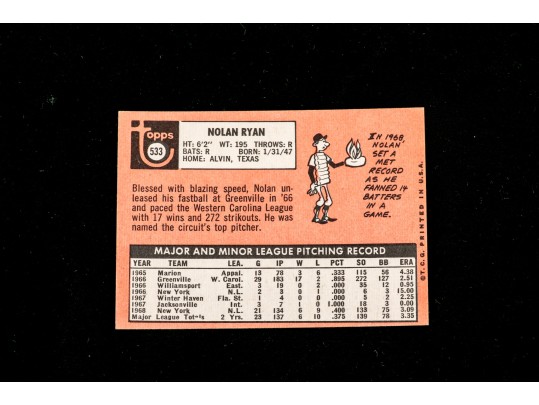 topps
533
NOLAN RYAN
HT: 6'2" WT: 195 THROWS: R
BATS: R BORN: 1/31/47
HOME: ALVIN, TEXAS
Blessed with blazing speed, Nolan un-
leased his fastball at Greenville in '66
and paced the Western Carolina League
with 17 wins and 272 strikouts. He was
named the circuit's top pitcher.
IN 1968,
NOLAN
SET A
MET
RECORD
AS HE
FANNED 14
BATTERS
IN A
GAME.
MAJOR AND MINOR LEAGUE PITCHING RECORD
YEAR TEAM LEA. G IP W L PCT SO BB ERA
1965 Marion Appal. 13 78 3 6 .333 115 56 4.38
1966 Greenville W. Car. 29 183 17 2 .895 272 127 2.51
1966 Williamsport East. 3 19 0 2 .000 35 12 0.95
1966 New York N.L. 2 3 0 1 .000 6 3 15.00
1967 Winter Haven Fla. St. 1 4 0 0 .000 5 2 2.25
1967 Jacksonville Int. 3 7 1 0 1.000 18 3 0.00
1968 New York N.L. 21 134 6 9 .400 133 75 3.09
Major League Tot-ls 2 Yrs. 23 137 6 10 .375 139 78 3.35
©T.C.G. PRINTED IN U.S.A.